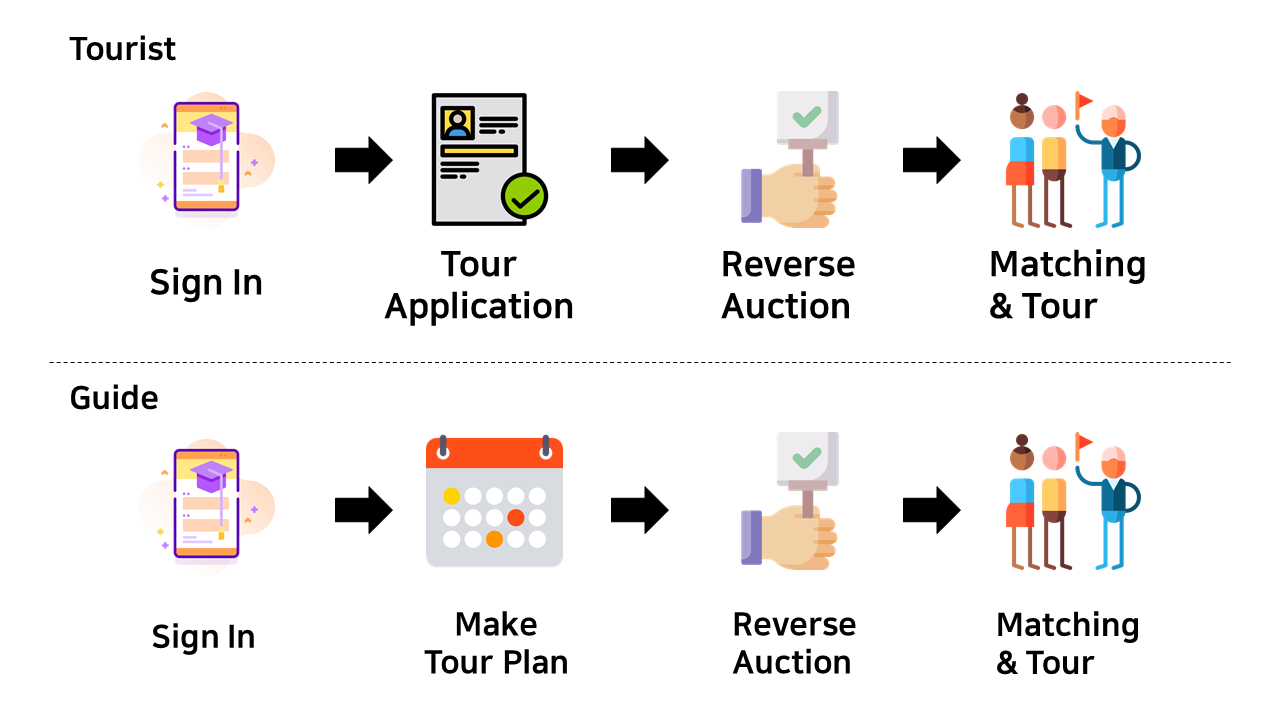 Tourist
Sign In
Tour
Application
Reverse
Auction
Matching
& Tour
Guide
Sign In
Make
Tour Plan
Reverse
Auction
Matching
& Tour